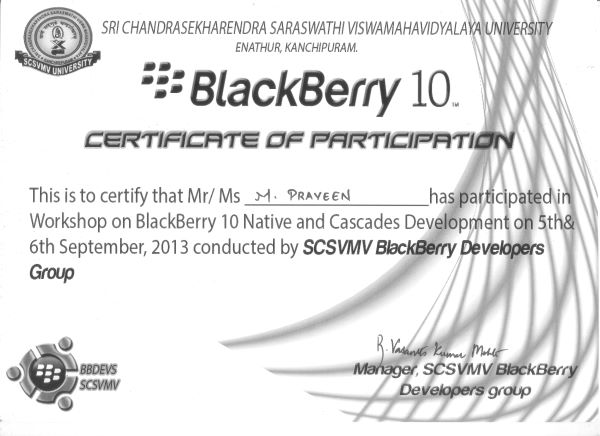 SRI CHANDRASEKHARENDRA SARASWATHI VISWAMAHAVIDYALAYA UNIVERSITY
ENATHUR, KANCHIPURAM.
SCSVMV UNIVERSITY
BlackBerry 10 TM
CERTIFICATE OF PARTICIPATION
This is to certify that Mr/ Ms M. PRAVEEN has participated in
Workshop on BlackBerry 10 Native and Cascades Development on 5th&
6th September, 2013 conducted by SCSVMV BlackBerry Developers
Group
R. Kumar
Manager, SCSVMV BlackBerry
Developers group
BBDEVS
SCSVMV